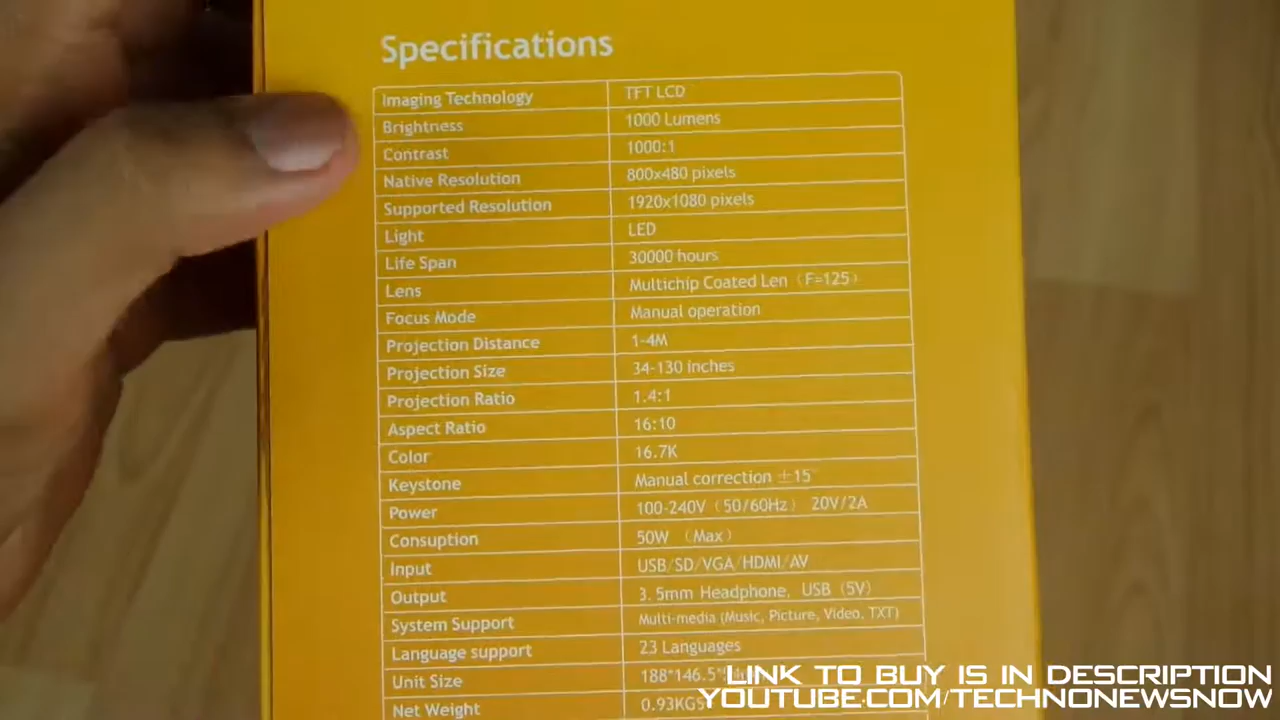 Specifications
Imaging Technology TFT LCD
Brightness 1000 Lumens
Contrast 1000:1
Native Resolution 800x480 pixels
Supported Resolution 1920x1080 pixels
Light LED
Life Span 30000 hours
Lens Multichip Coated Len (F=125)
Focus Mode Manual operation
Projection Distance 1-4M
Projection Size 34-130 inches
Projection Ratio 1.4:1
Aspect Ratio 16:10
Color 16.7K
Keystone Manual correction ±15°
Power 100-240V (50/60Hz) 20V/2A
Consuption 50W (Max)
Input USB/SD/VGA/HDMI/AV
Output 3.5mm Headphone, USB (5V)
System Support Multi-media (Music, Picture, Video, TXT)
Language support 23 Languages
Unit Size 188*146.5*
Net Weight 0.93KGS
LINK TO BUY IS IN DESCRIPTION
YOUTUBE.COM/TECHNONEWSNOW